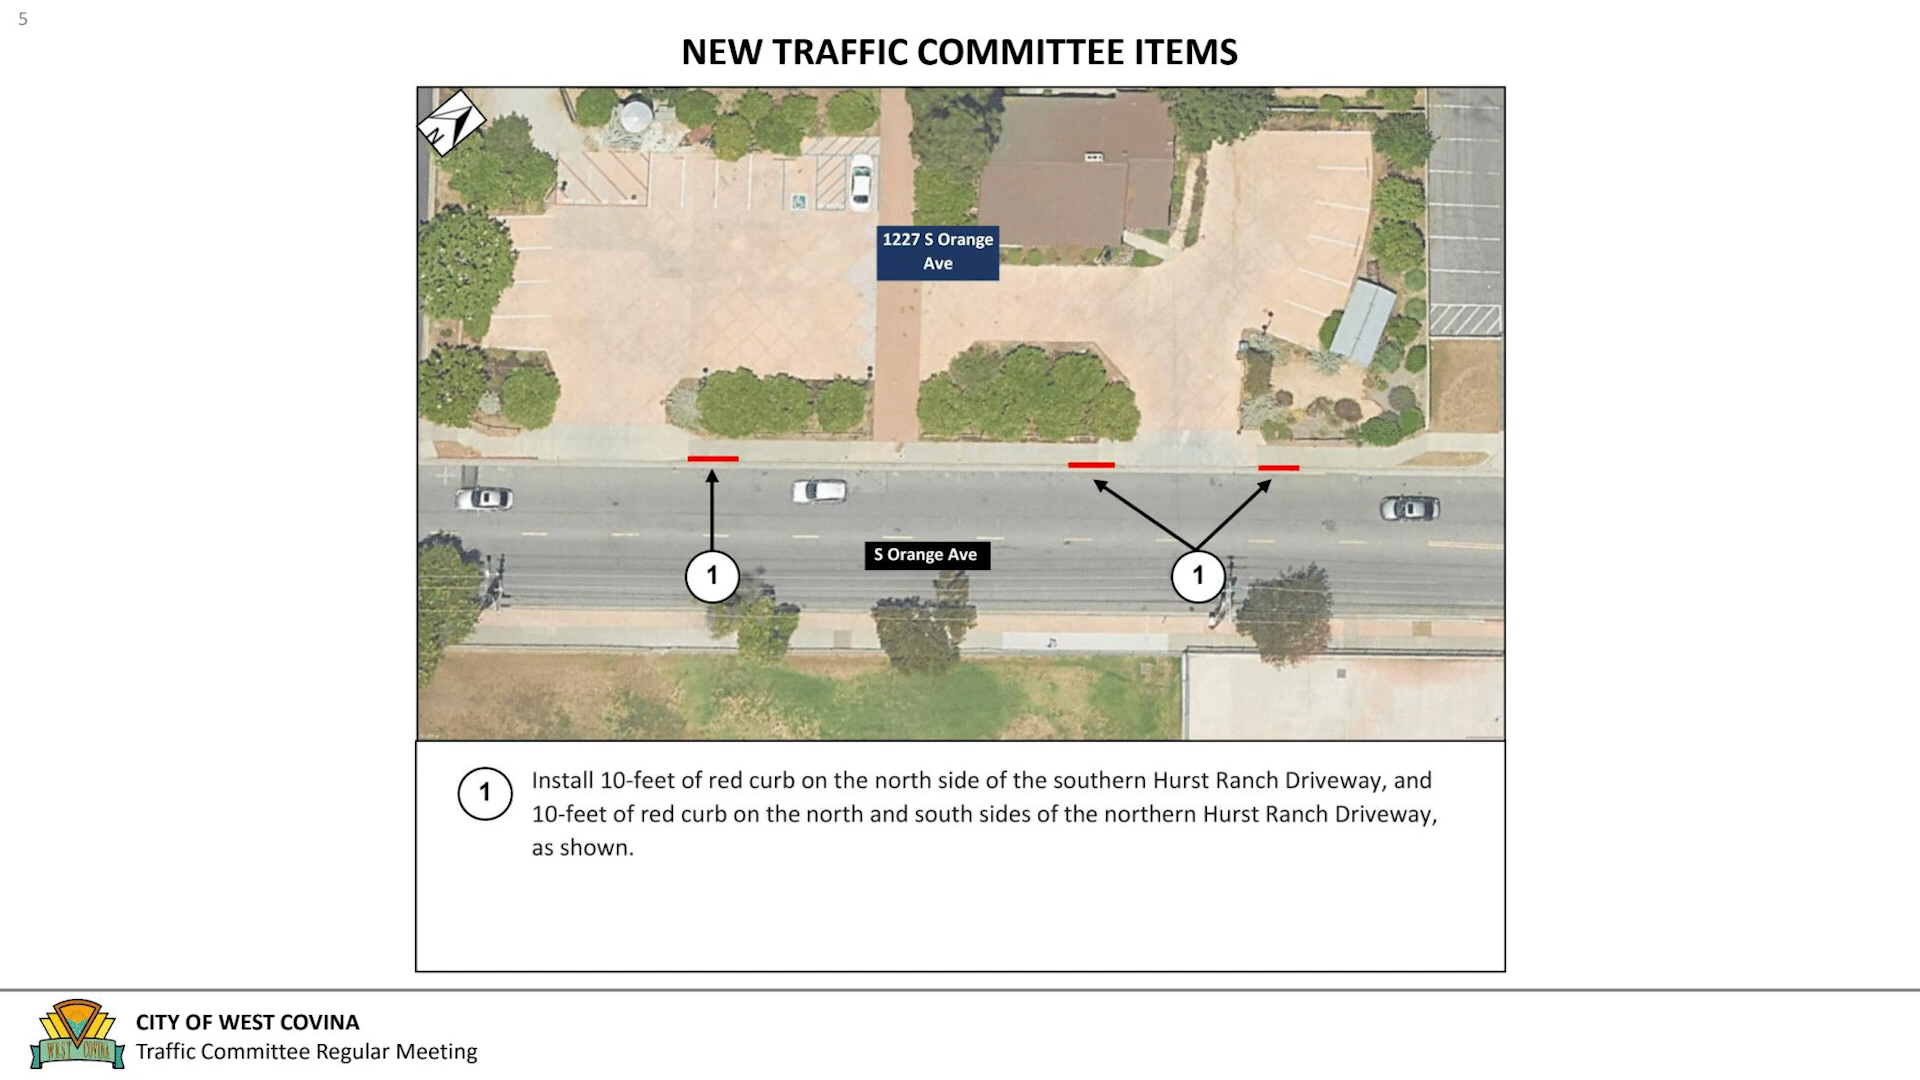 5
NEW TRAFFIC COMMITTEE ITEMS
N
1227 S Orange
Ave
S Orange Ave
1
1
1
Install 10-feet of red curb on the north side of the southern Hurst Ranch Driveway, and
10-feet of red curb on the north and south sides of the northern Hurst Ranch Driveway,
as shown.
WEST COVINA
CITY OF WEST COVINA
Traffic Committee Regular Meeting